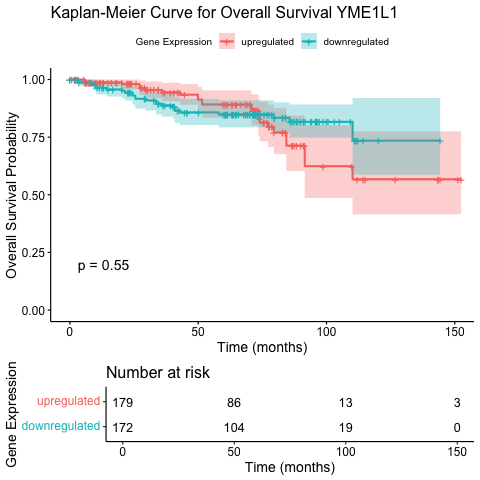 Kaplan-Meier Curve for Overall Survival YME1L1
Gene Expression upregulated downregulated
Overall Survival Probability
1.00
0.75
0.50
0.25
0.00
p = 0.55
0 50 100 150
Time (months)
Number at risk
Gene Expression
upregulated 179 86 13 3
downregulated 172 104 19 0
0 50 100 150
Time (months)